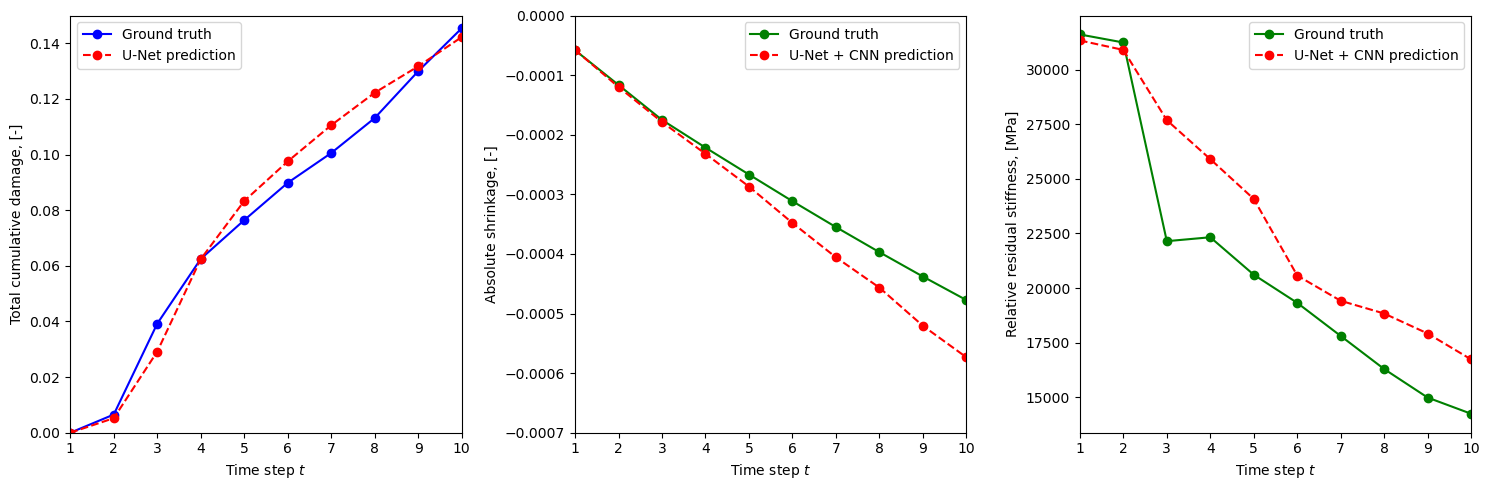 Total cumulative damage, [-]
0.14
0.12
0.10
0.08
0.06
0.04
0.02
0.00
Ground truth
U-Net prediction
1 2 3 4 5 6 7 8 9 10
Time step t
Absolute shrinkage, [-]
0.0000
−0.0001
−0.0002
−0.0003
−0.0004
−0.0005
−0.0006
−0.0007
Ground truth
U-Net + CNN prediction
1 2 3 4 5 6 7 8 9 10
Time step t
Relative residual stiffness, [MPa]
30000
27500
25000
22500
20000
17500
15000
Ground truth
U-Net + CNN prediction
1 2 3 4 5 6 7 8 9 10
Time step t